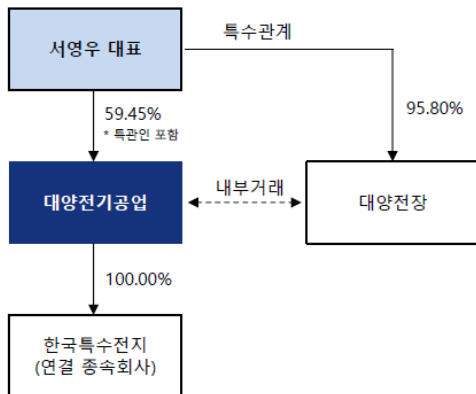 서영우 대표
특수관계
59.45%
* 특관인 포함
95.80%
대양전기공업
내부거래
대양전장
100.00%
한국특수전지
(연결 종속회사)